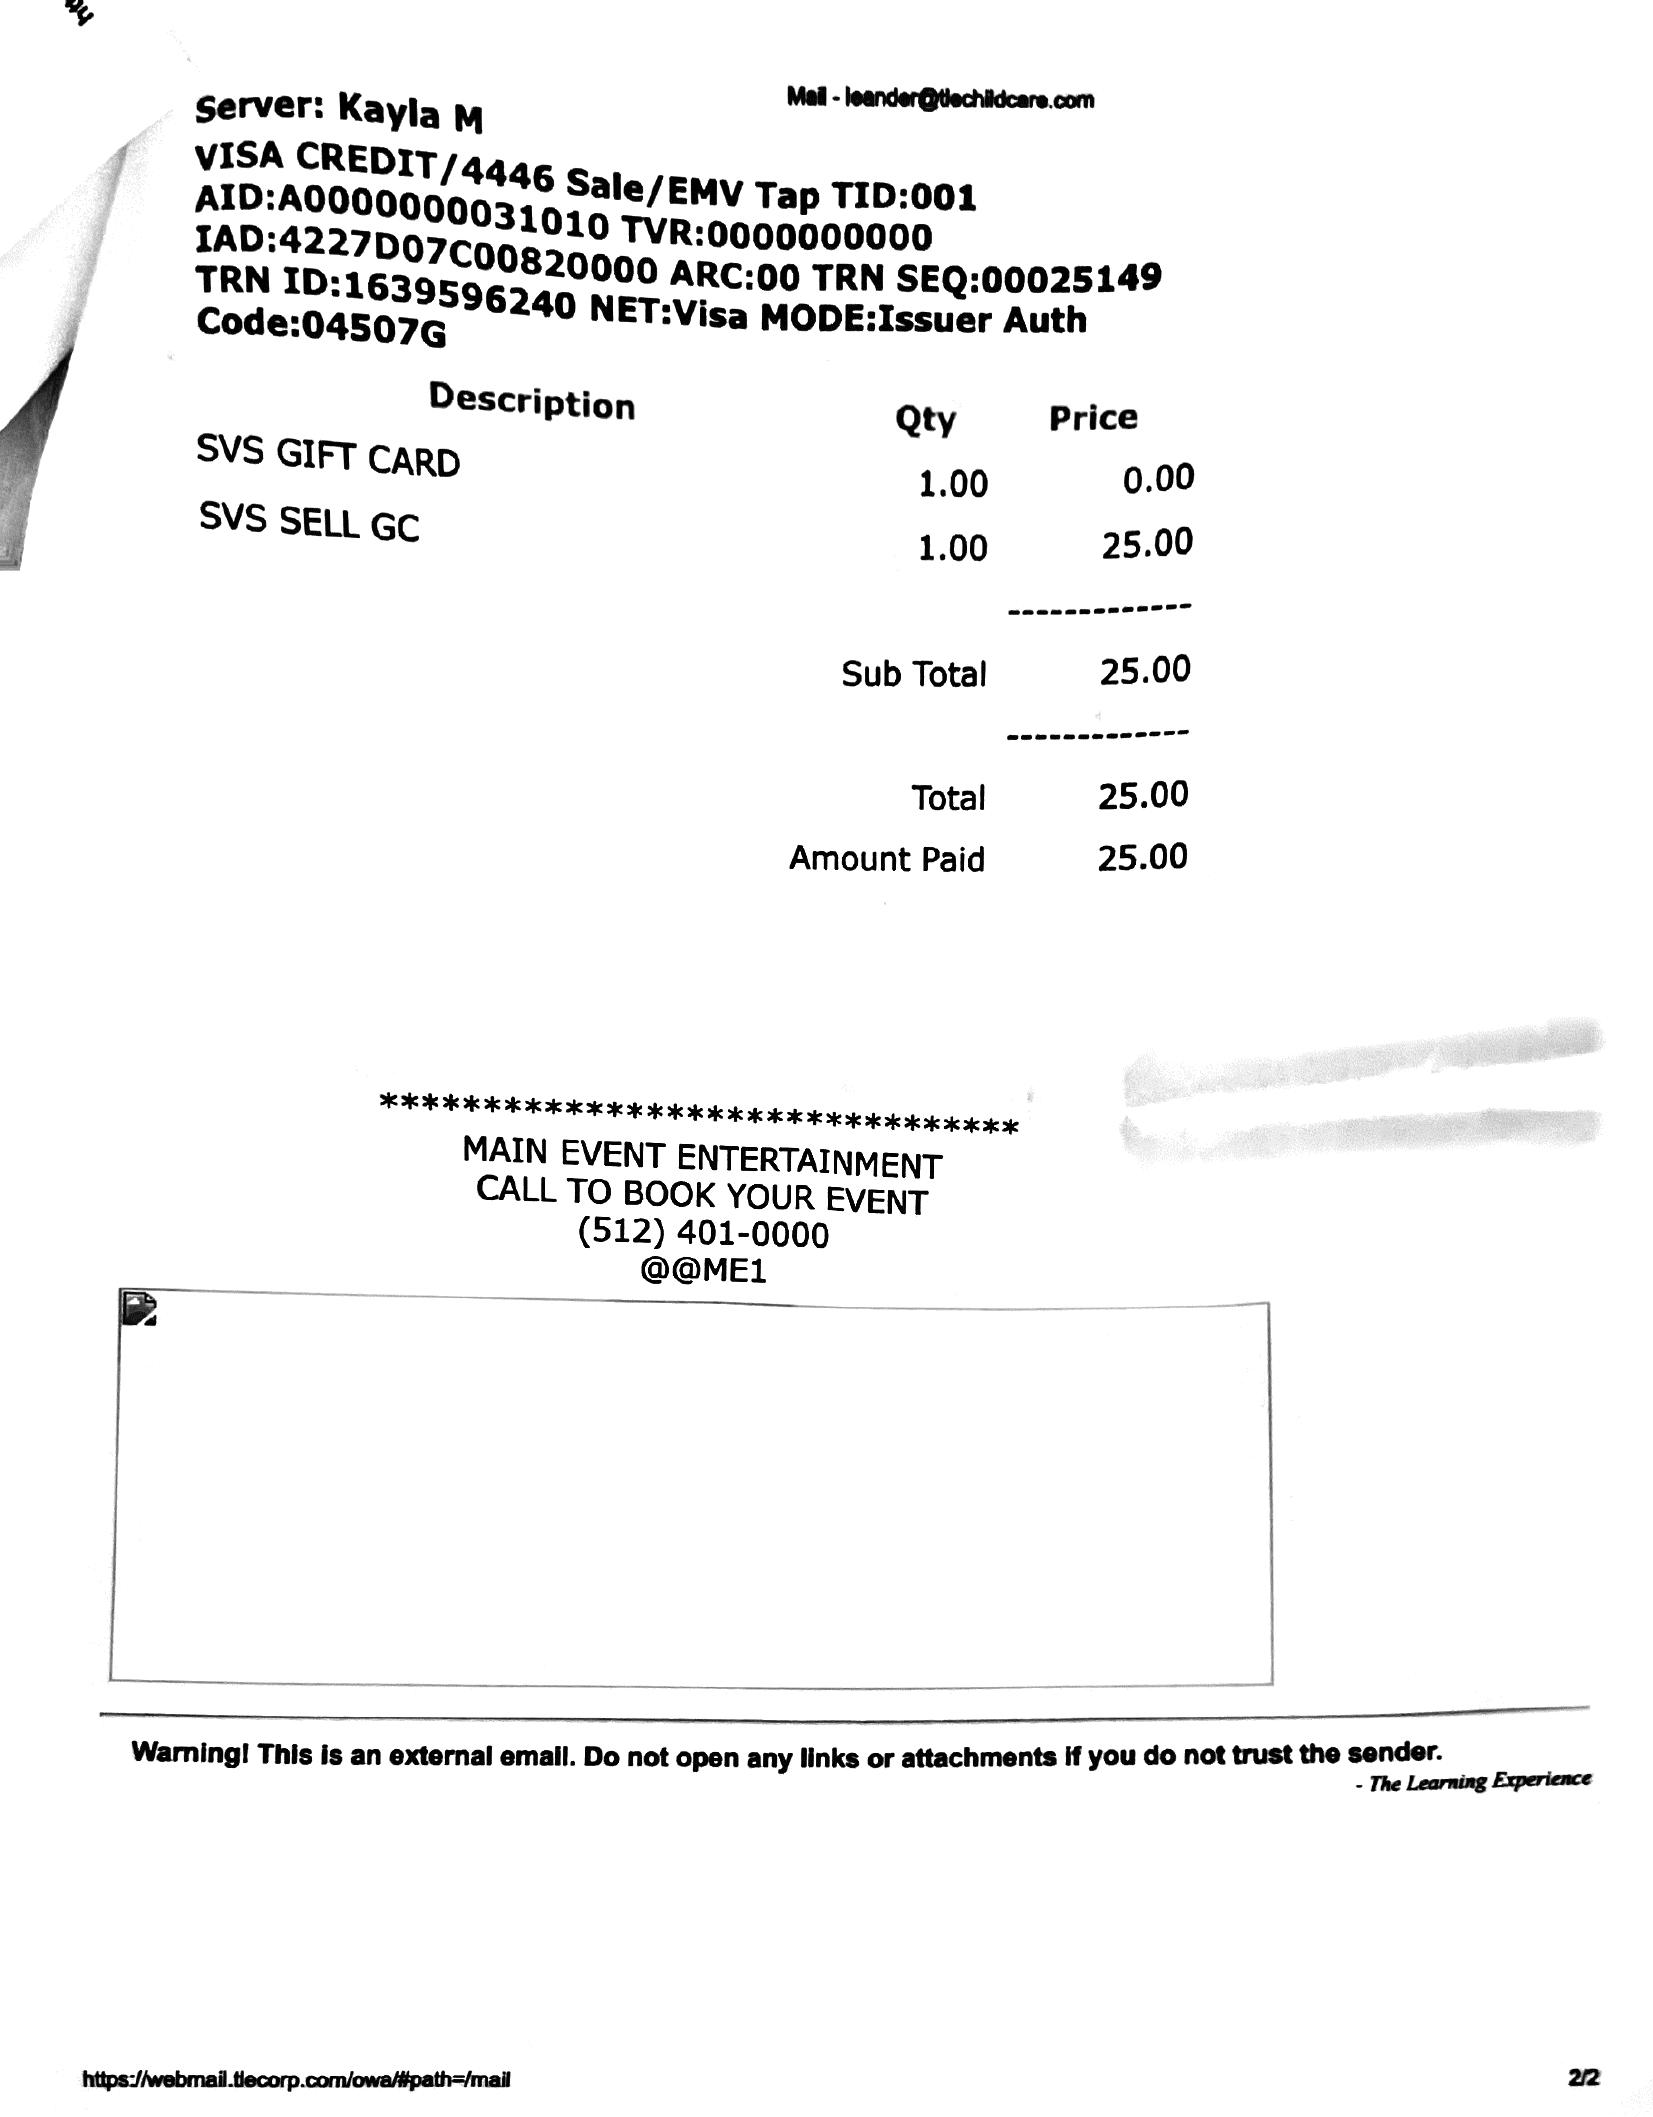 Mail - leander@tlechildcare.com
Server: Kayla M
VISA CREDIT/4446 Sale/EMV Tap TID:001
AID:A0000000031010 TVR:0000000000
IAD:4227D07C00820000 ARC:00 TRN SEQ:00025149
TRN ID:1639596240 NET:Visa MODE:Issuer Auth
Code:04507G
Description Qty Price
SVS GIFT CARD 1.00 0.00
SVS SELL GC 1.00 25.00
-------------
Sub Total 25.00
-------------
Total 25.00
Amount Paid 25.00
********************************
MAIN EVENT ENTERTAINMENT
CALL TO BOOK YOUR EVENT
(512) 401-0000
@@ME1
Warning! This is an external email. Do not open any links or attachments if you do not trust the sender.
- The Learning Experience
https://webmail.tlecorp.com/owa/#path=/mail 2/2